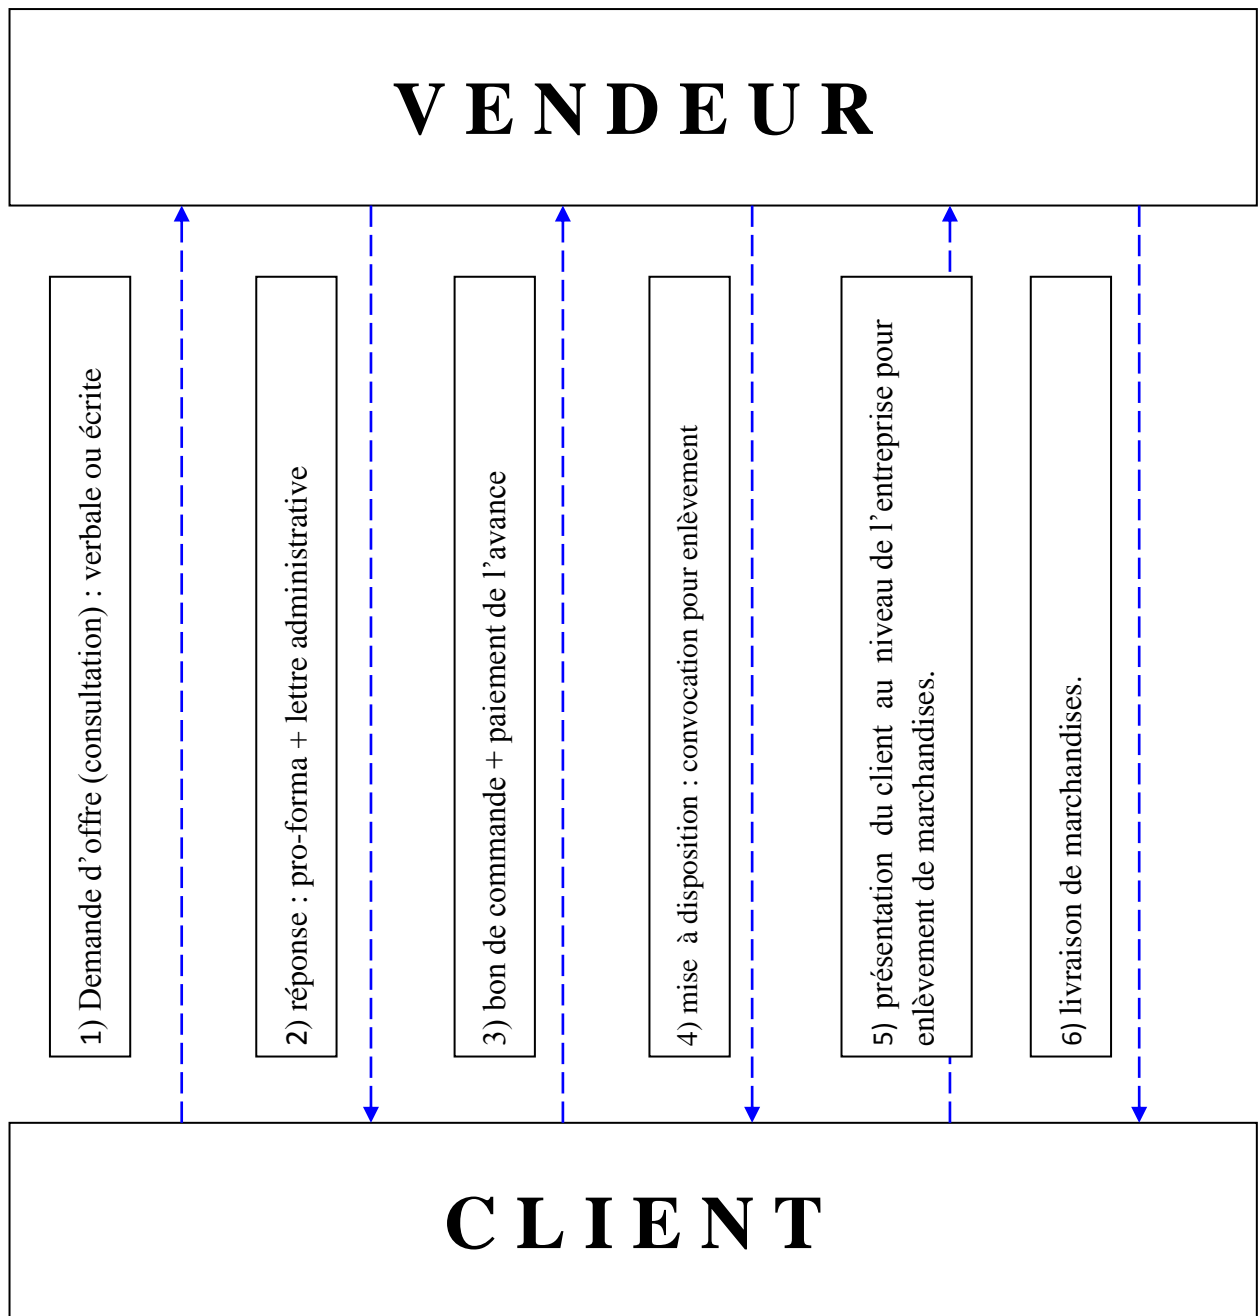 VENDEUR
1) Demande d'offre (consultation) : verbale ou écrite
2) réponse : pro-forma + lettre administrative
3) bon de commande + paiement de l'avance
4) mise à disposition : convocation pour enlèvement
5) présentation du client au niveau de l'entreprise pour
enlèvement de marchandises.
6) livraison de marchandises.
CLIENT